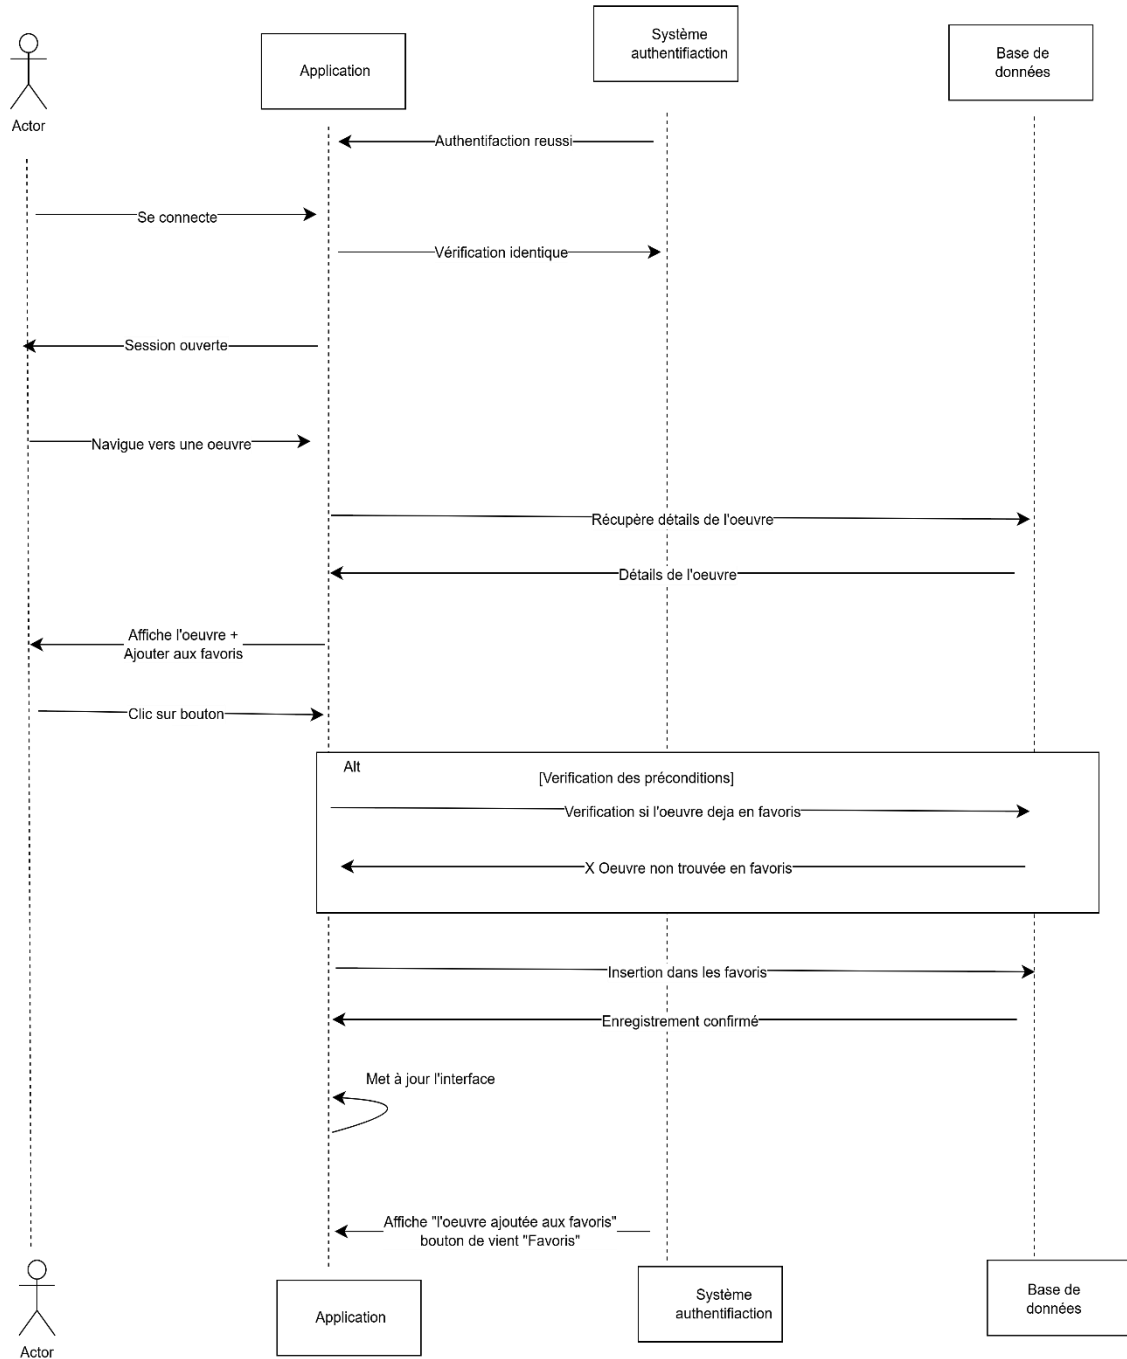 Système
authentifiaction
Application
Base de
données
Actor
Authentifaction reussi
Se connecte
Vérification identique
Session ouverte
Navigue vers une oeuvre
Récupère détails de l'oeuvre
Détails de l'oeuvre
Affiche l'oeuvre +
Ajouter aux favoris
Clic sur bouton
Alt
[Verification des préconditions]
Verification si l'oeuvre deja en favoris
X Oeuvre non trouvée en favoris
Insertion dans les favoris
Enregistrement confirmé
Met à jour l'interface
Affiche "l'oeuvre ajoutée aux favoris"
bouton de vient "Favoris"
Actor
Application
Système
authentifiaction
Base de
données